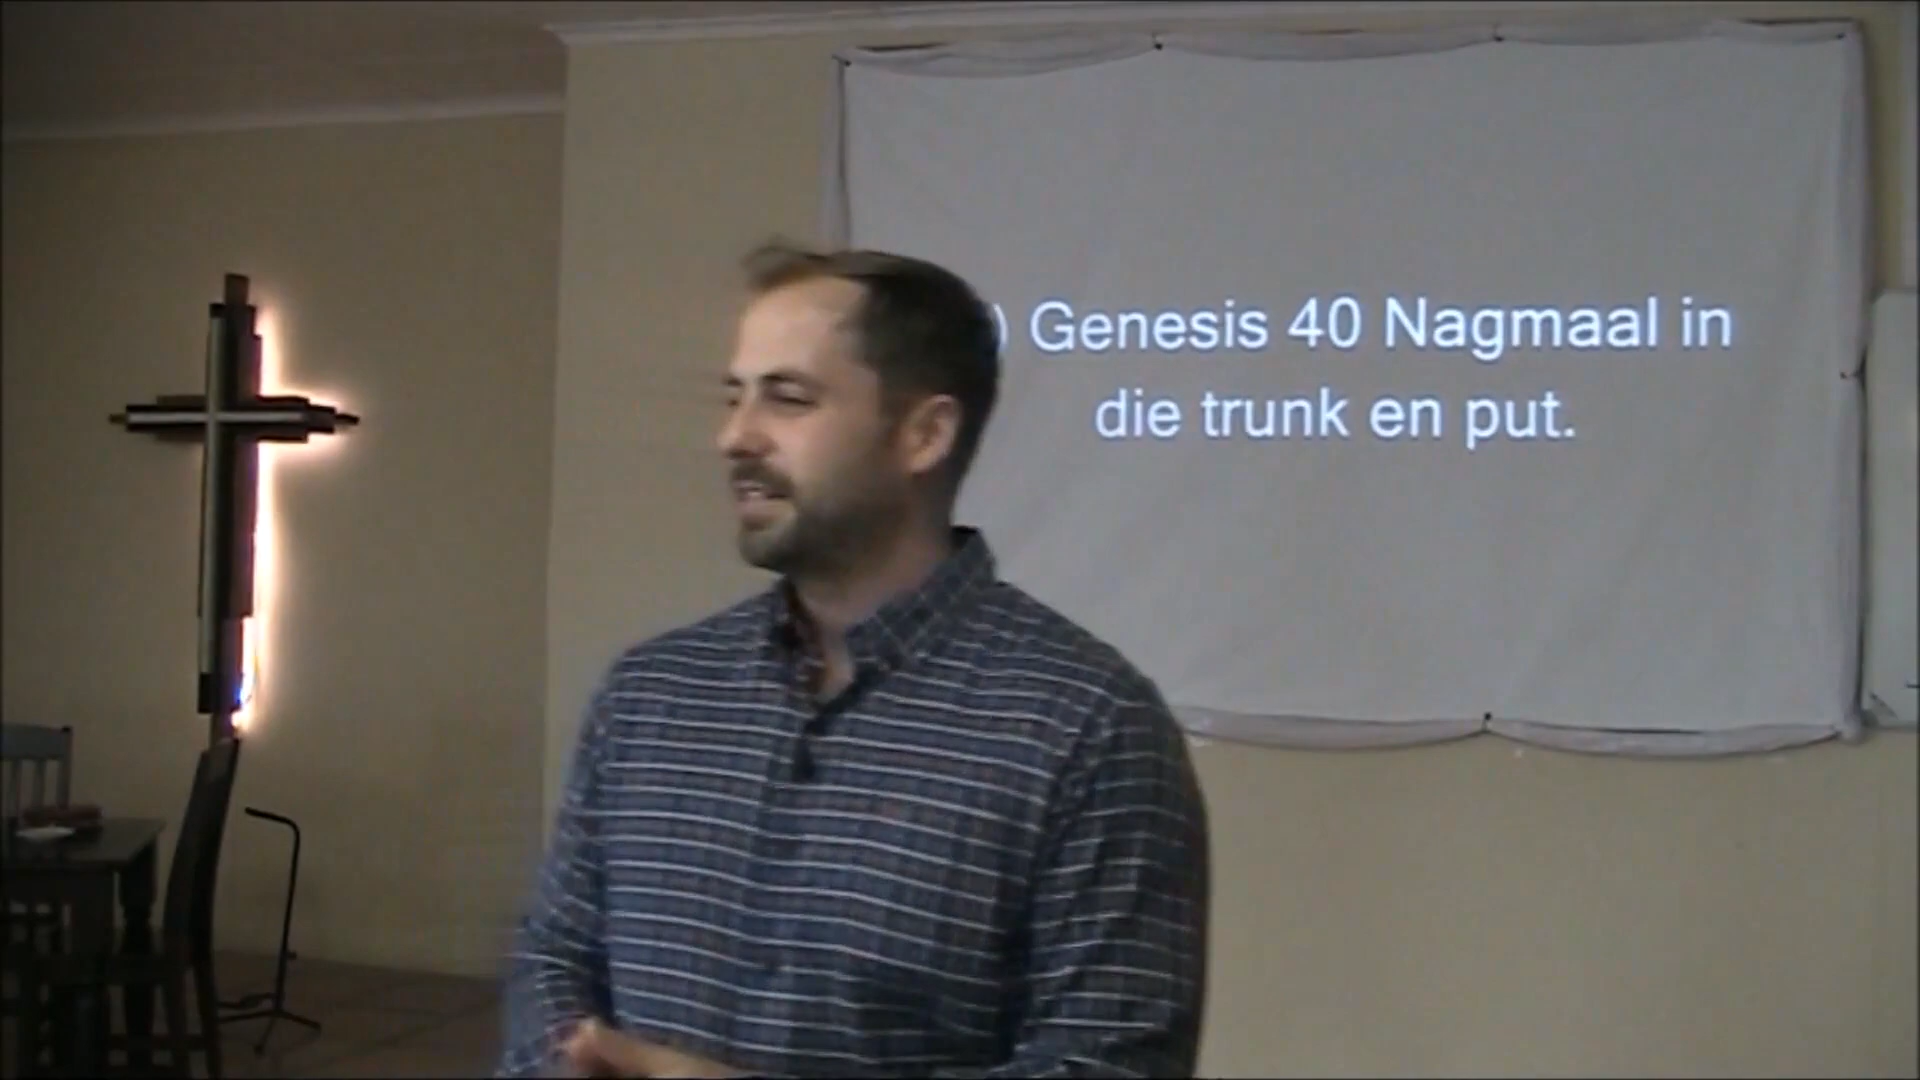 ) Genesis 40 Nagmaal in
die trunk en put.